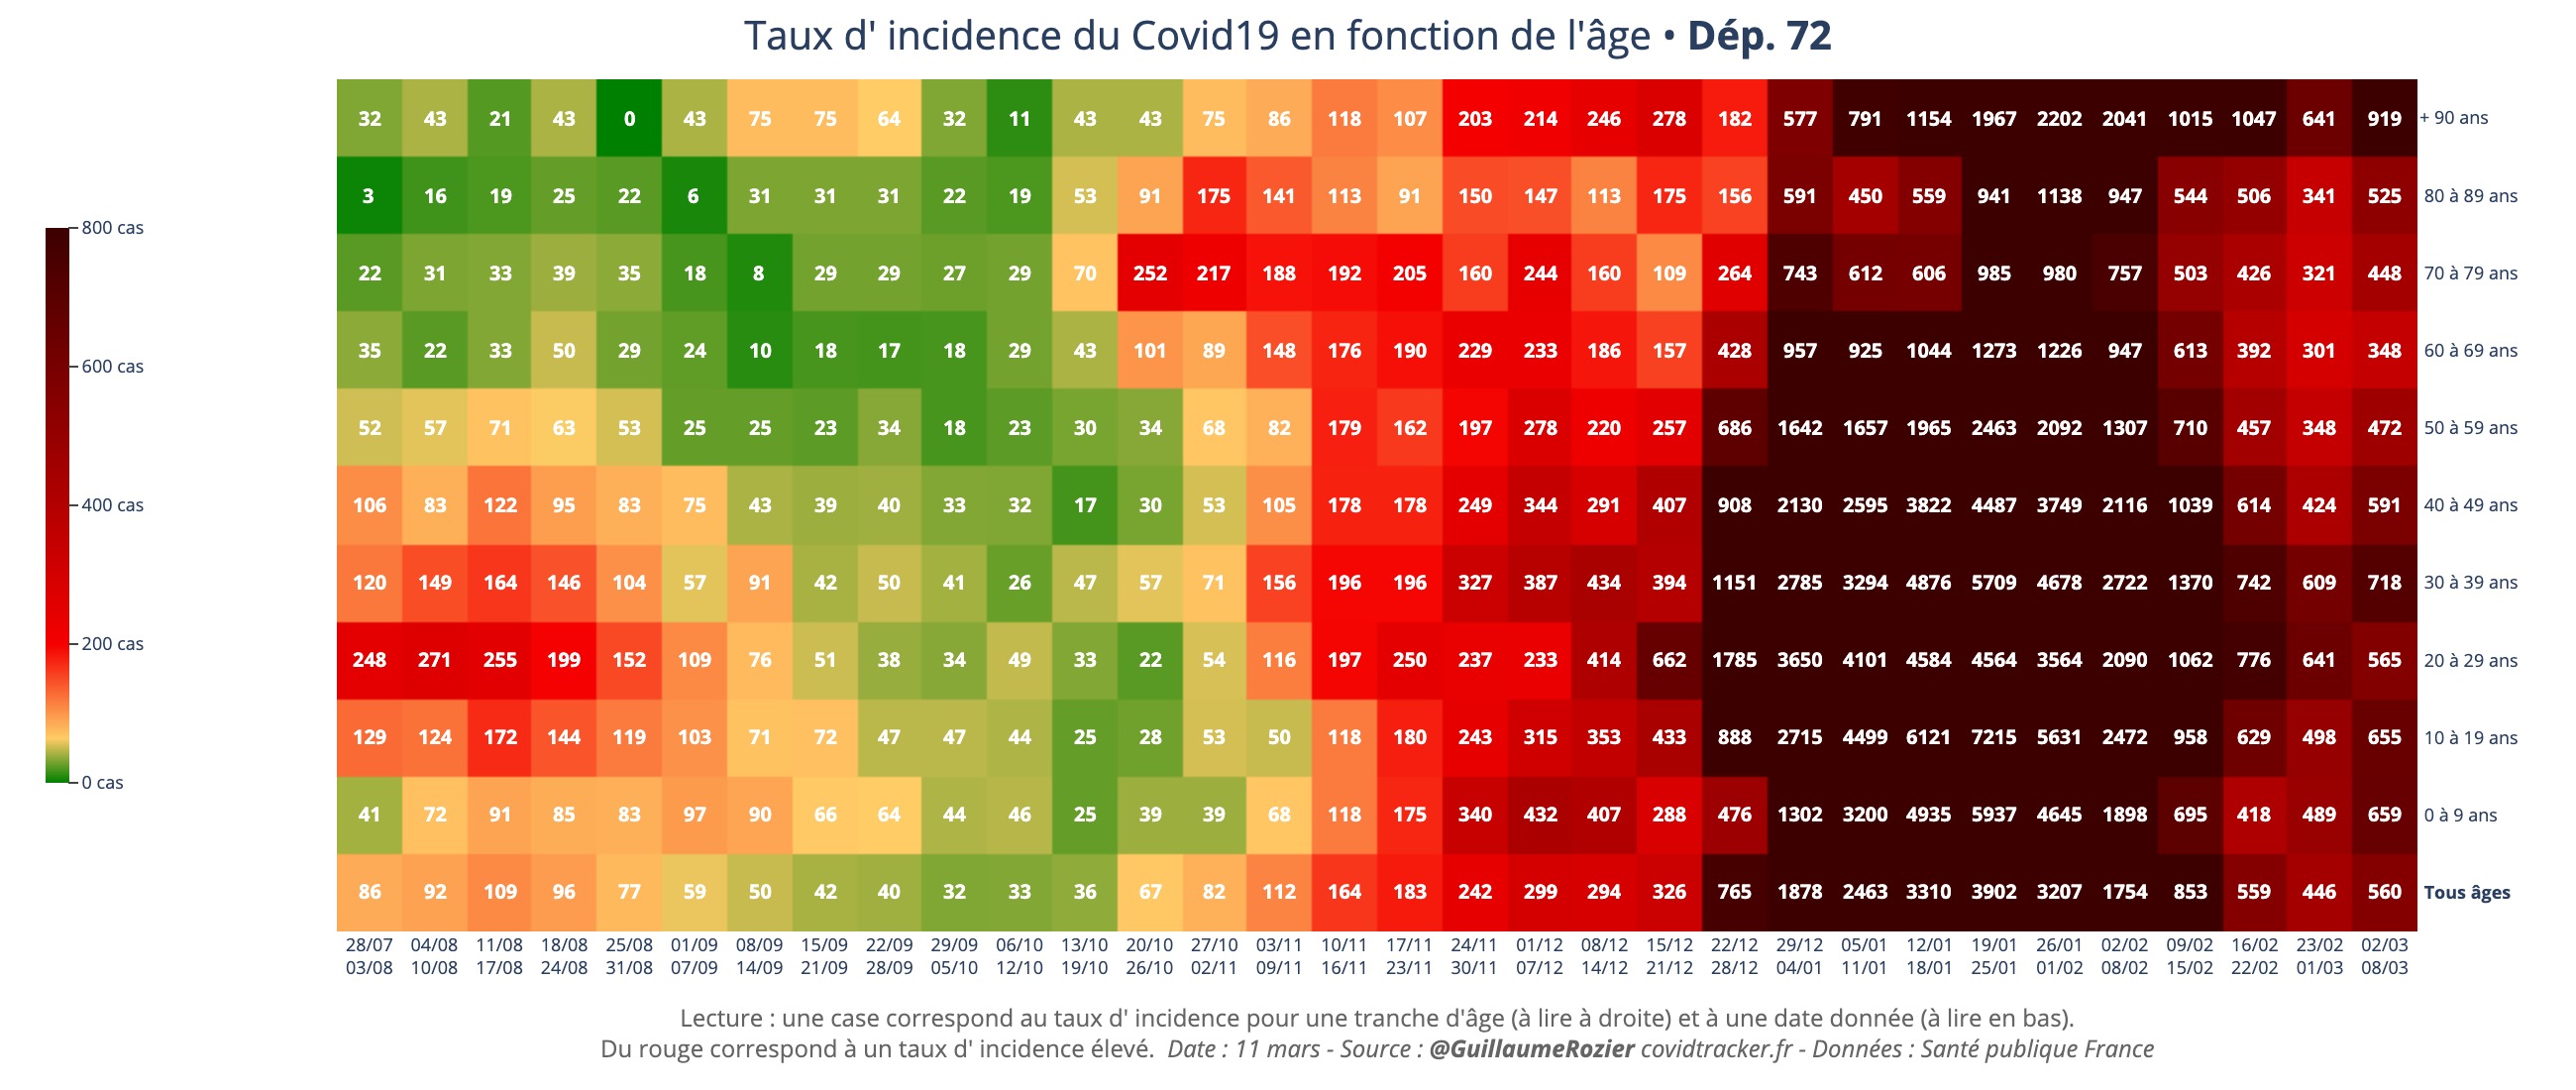 Taux d' incidence du Covid19 en fonction de l'âge • Dép. 72
800 cas
600 cas
400 cas
200 cas
0 cas
32 43 21 43 0 43 75 75 64 32 11 43 43 75 86 118 107 203 214 246 278 182 577 791 1154 1967 2202 2041 1015 1047 641 919 + 90 ans
3 16 19 25 22 6 31 31 31 22 19 53 91 175 141 113 91 150 147 113 175 156 591 450 559 941 1138 947 544 506 341 525 80 à 89 ans
22 31 33 39 35 18 8 29 29 27 29 70 252 217 188 192 205 160 244 160 109 264 743 612 606 985 980 757 503 426 321 448 70 à 79 ans
35 22 33 50 29 24 10 18 17 18 29 43 101 89 148 176 190 229 233 186 157 428 957 925 1044 1273 1226 947 613 392 301 348 60 à 69 ans
52 57 71 63 53 25 25 23 34 18 23 30 34 68 82 179 162 197 278 220 257 686 1642 1657 1965 2463 2092 1307 710 457 348 472 50 à 59 ans
106 83 122 95 83 75 43 39 40 33 32 17 30 53 105 178 178 249 344 291 407 908 2130 2595 3822 4487 3749 2116 1039 614 424 591 40 à 49 ans
120 149 164 146 104 57 91 42 50 41 26 47 57 71 156 196 196 327 387 434 394 1151 2785 3294 4876 5709 4678 2722 1370 742 609 718 30 à 39 ans
248 271 255 199 152 109 76 51 38 34 49 33 22 54 116 197 250 237 233 414 662 1785 3650 4101 4584 4564 3564 2090 1062 776 641 565 20 à 29 ans
129 124 172 144 119 103 71 72 47 47 44 25 28 53 50 118 180 243 315 353 433 888 2715 4499 6121 7215 5631 2472 958 629 498 655 10 à 19 ans
41 72 91 85 83 97 90 66 64 44 46 25 39 39 68 118 175 340 432 407 288 476 1302 3200 4935 5937 4645 1898 695 418 489 659 0 à 9 ans
86 92 109 96 77 59 50 42 40 32 33 36 67 82 112 164 183 242 299 294 326 765 1878 2463 3310 3902 3207 1754 853 559 446 560 Tous âges
28/07 04/08 11/08 18/08 25/08 01/09 08/09 15/09 22/09 29/09 06/10 13/10 20/10 27/10 03/11 10/11 17/11 24/11 01/12 08/12 15/12 22/12 29/12 05/01 12/01 19/01 26/01 02/02 09/02 16/02 23/02 02/03
03/08 10/08 17/08 24/08 31/08 07/09 14/09 21/09 28/09 05/10 12/10 19/10 26/10 02/11 09/11 16/11 23/11 30/11 07/12 14/12 21/12 28/12 04/01 11/01 18/01 25/01 01/02 08/02 15/02 22/02 01/03 08/03
Lecture : une case correspond au taux d' incidence pour une tranche d'âge (à lire à droite) et à une date donnée (à lire en bas).
Du rouge correspond à un taux d' incidence élevé. Date : 11 mars - Source : @GuillaumeRozier covidtracker.fr - Données : Santé publique France